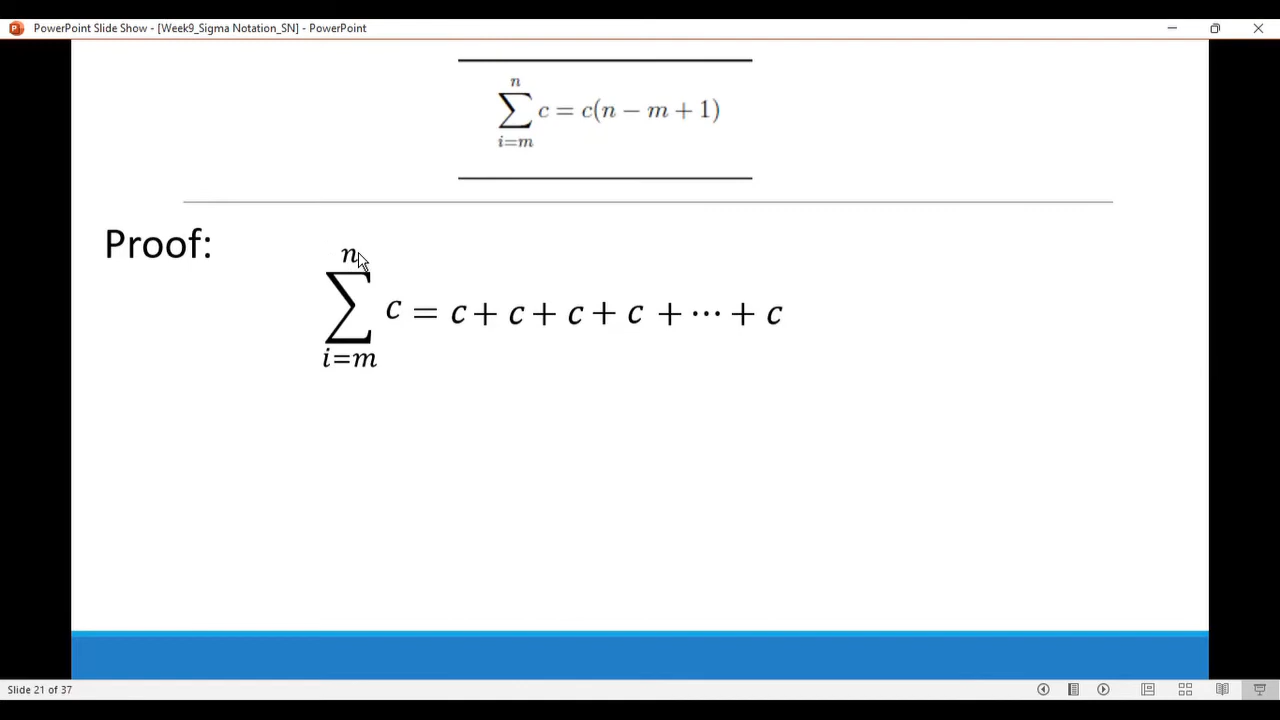 PowerPoint Slide Show - [Week9_Sigma Notation_SN] - PowerPoint
n
∑ c = c(n − m + 1)
i=m
Proof:
n
∑ c = c + c + c + c + ⋯ + c
i=m
Slide 21 of 37